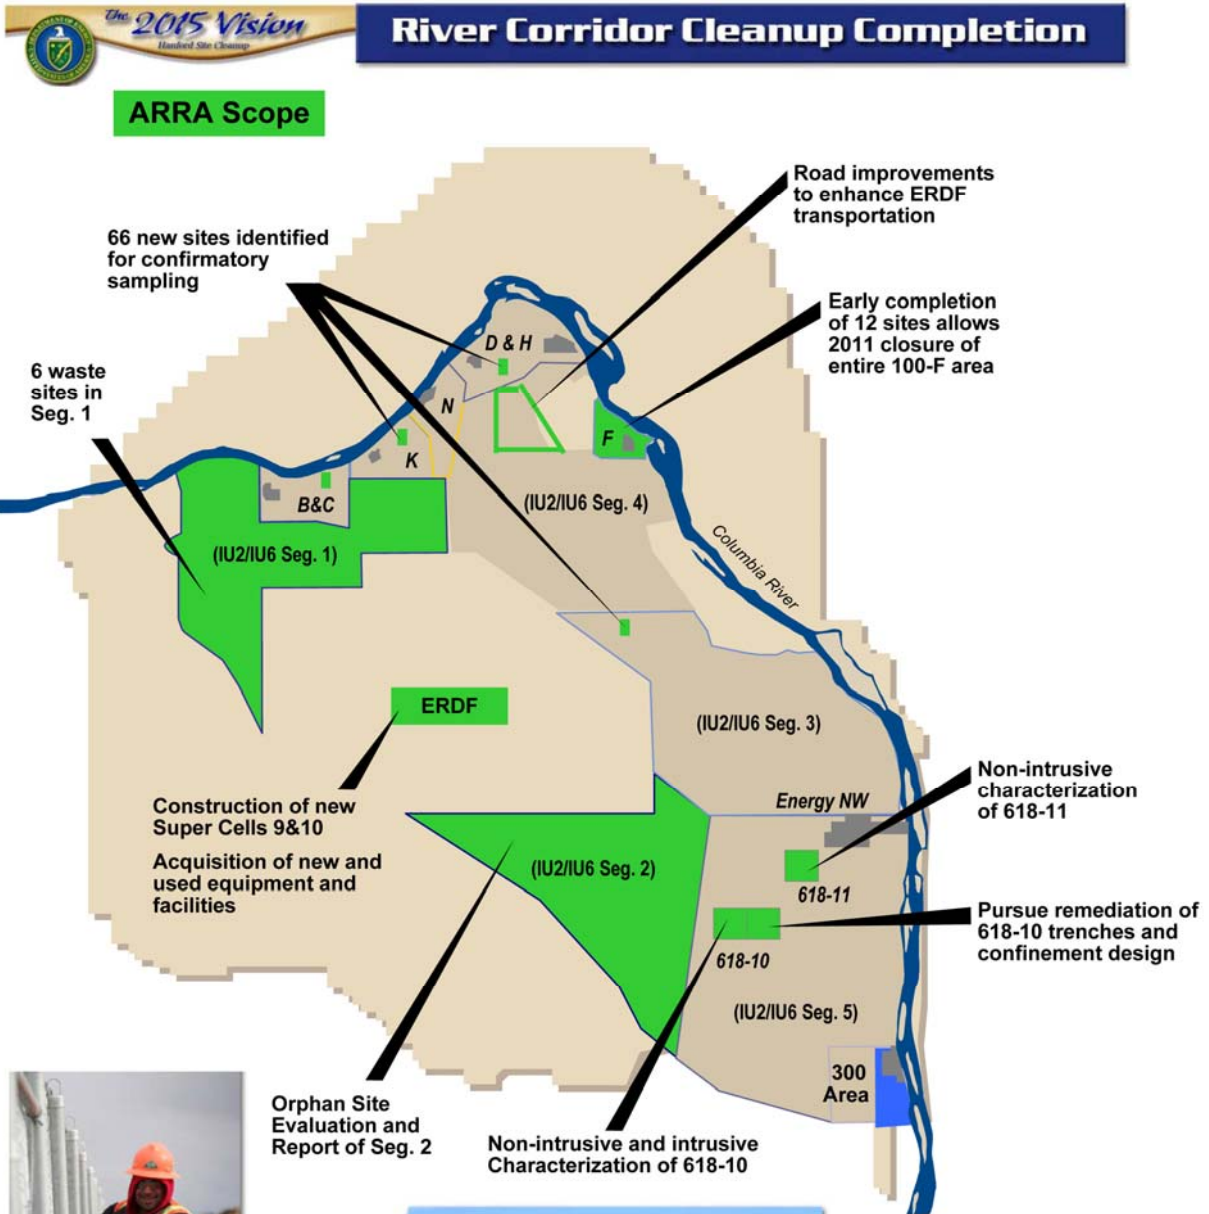 The 2015 Vision
Hanford Site Cleanup
River Corridor Cleanup Completion
ARRA Scope
Road improvements
to enhance ERDF
transportation
66 new sites identified
for confirmatory
sampling
Early completion
of 12 sites allows
2011 closure of
entire 100-F area
6 waste
sites in
Seg. 1
D & H
N
F
K
B&C
(IU2/IU6 Seg. 4)
(IU2/IU6 Seg. 1)
Columbia River
ERDF
(IU2/IU6 Seg. 3)
Non-intrusive
characterization
of 618-11
Energy NW
Construction of new
Super Cells 9&10
Acquisition of new and
used equipment and
facilities
(IU2/IU6 Seg. 2)
618-11
Pursue remediation of
618-10 trenches and
confinement design
618-10
(IU2/IU6 Seg. 5)
300
Area
Orphan Site
Evaluation and
Report of Seg. 2
Non-intrusive and intrusive
Characterization of 618-10